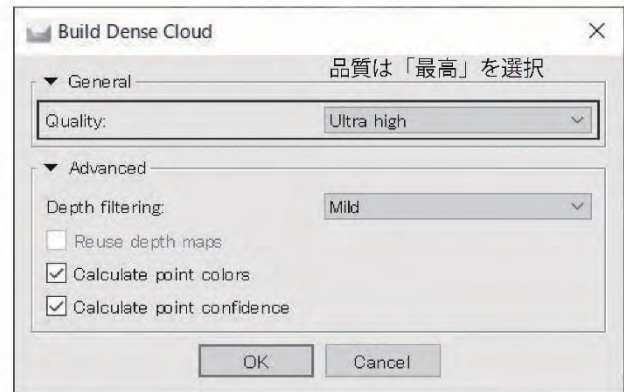 Build Dense Cloud
品質は「最高」を選択
General
Quality: Ultra high
Advanced
Depth filtering: Mild
Reuse depth maps
Calculate point colors
Calculate point confidence
OK Cancel